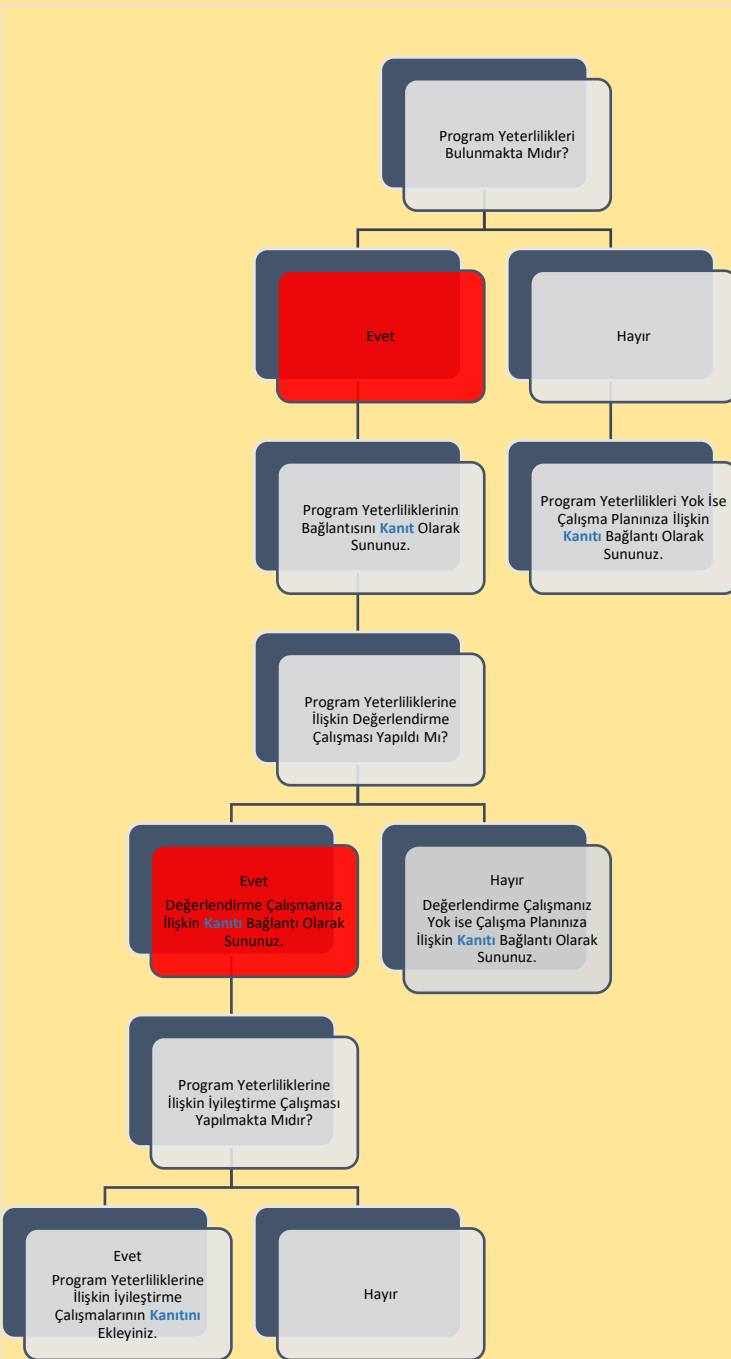 Program Yeterlilikleri
Bulunmakta Mıdır?
Evet
Hayır
Program Yeterliliklerinin
Bağlantısını Kanıt Olarak
Sununuz.
Program Yeterlilikleri Yok İse
Çalışma Planınıza İlişkin
Kanıtı Bağlantı Olarak
Sununuz.
Program Yeterliliklerine
İlişkin Değerlendirme
Çalışması Yapıldı Mı?
Evet
Değerlendirme Çalışmanıza
İlişkin Kanıtı Bağlantı Olarak
Sununuz.
Hayır
Değerlendirme Çalışmanız
Yok ise Çalışma Planınıza
İlişkin Kanıtı Bağlantı Olarak
Sununuz.
Program Yeterliliklerine
İlişkin İyileştirme Çalışması
Yapılmakta Mıdır?
Evet
Program Yeterliliklerine
İlişkin İyileştirme
Çalışmalarının Kanıtını
Ekleyiniz.
Hayır